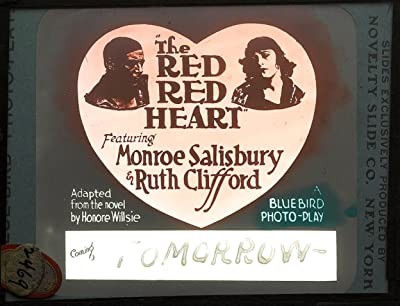 "The
RED
RED
HEART"
Featuring
Monroe Salisbury
& Ruth Clifford
Adapted
from the novel
by Honore Willsie
A
BLUEBIRD
PHOTO-PLAY
Coming
TOMORROW-
SLIDES EXCLUSIVELY PRODUCED BY
NOVELTY SLIDE CO. NEW YORK